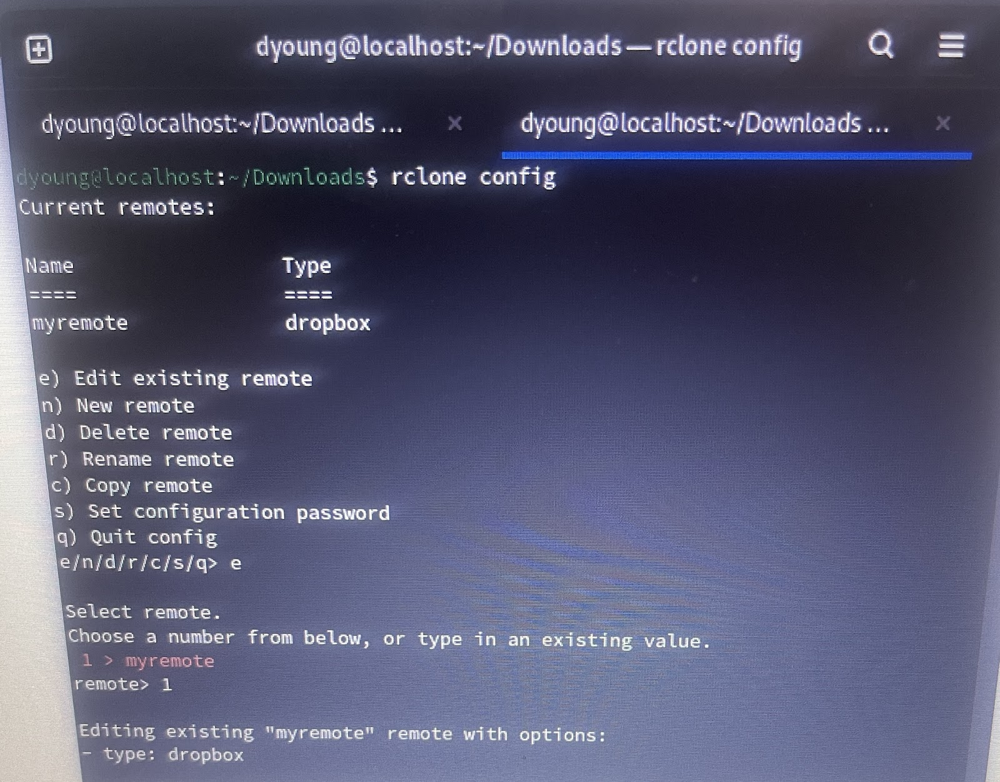 dyoung@localhost:~/Downloads — rclone config
dyoung@localhost:~/Downloads ... × dyoung@localhost:~/Downloads ... ×
dyoung@localhost:~/Downloads$ rclone config
Current remotes:
Name                 Type
====                 ====
myremote             dropbox
e) Edit existing remote
n) New remote
d) Delete remote
r) Rename remote
c) Copy remote
s) Set configuration password
q) Quit config
e/n/d/r/c/s/q> e
Select remote.
Choose a number from below, or type in an existing value.
 1 > myremote
remote> 1
Editing existing "myremote" remote with options:
- type: dropbox